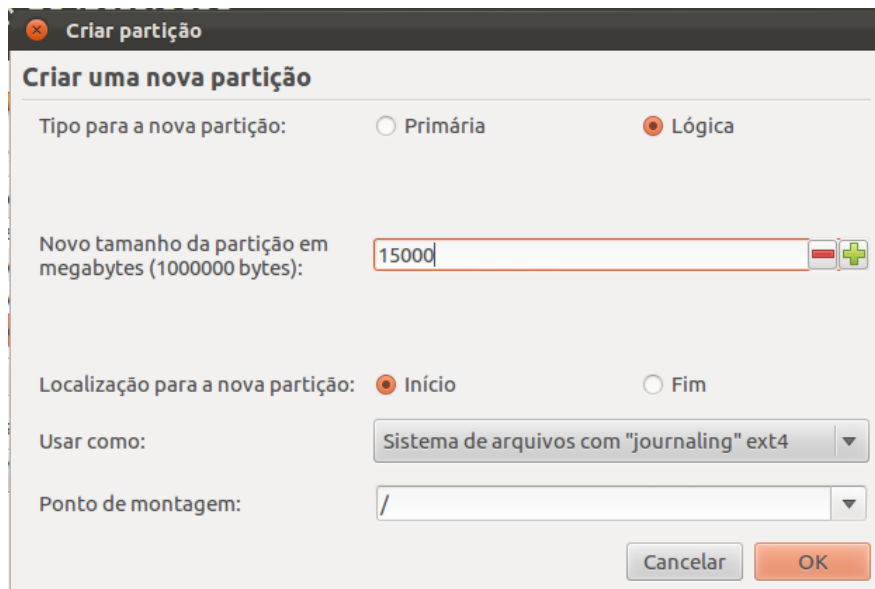 Criar partição
Criar uma nova partição
Tipo para a nova partição: Primária Lógica
Novo tamanho da partição em
megabytes (1000000 bytes): 15000
Localização para a nova partição: Início Fim
Usar como: Sistema de arquivos com "journaling" ext4
Ponto de montagem: /
Cancelar OK